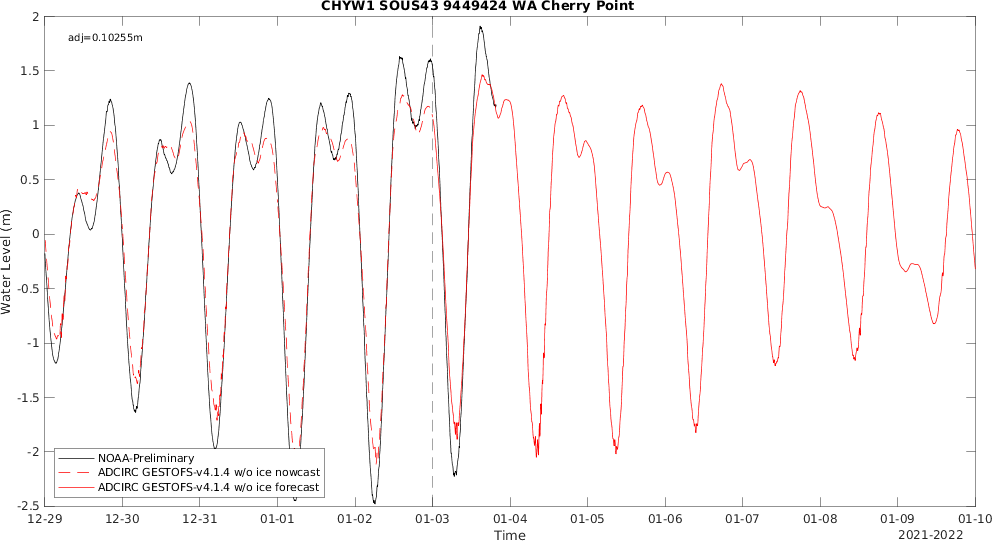 CHYW1 SOUS43 9449424 WA Cherry Point
adj=0.10255m
2
1.5
1
0.5
0
-0.5
-1
-1.5
-2
-2.5
Water Level (m)
NOAA-Preliminary
ADCIRC GESTOFS-v4.1.4 w/o ice nowcast
ADCIRC GESTOFS-v4.1.4 w/o ice forecast
12-29 12-30 12-31 01-01 01-02 01-03 01-04 01-05 01-06 01-07 01-08 01-09 01-10
Time
2021-2022